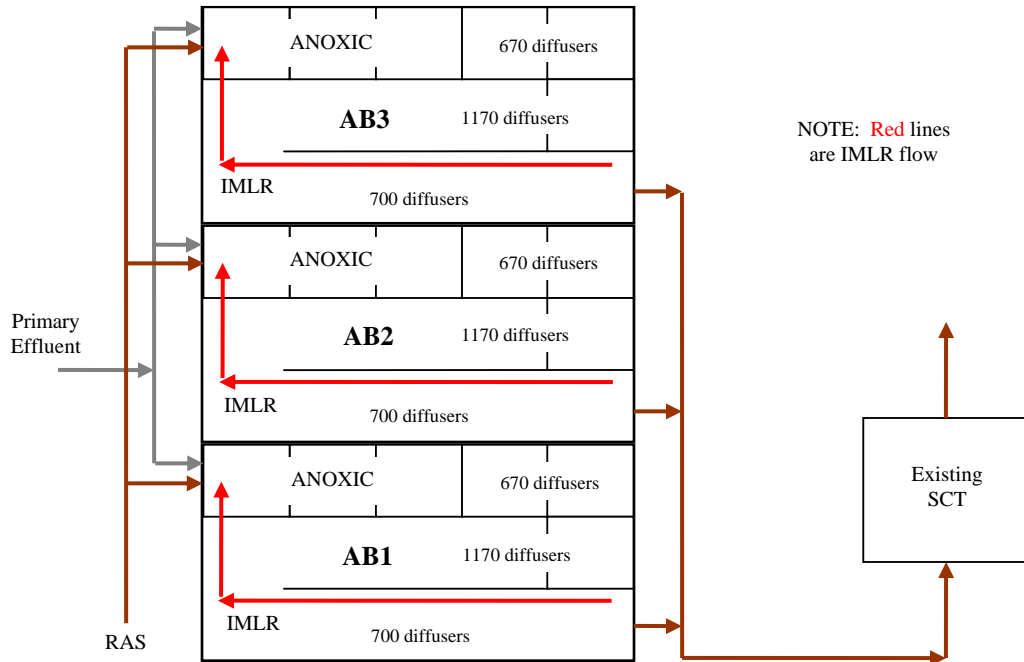 ANOXIC
670 diffusers
AB3
1170 diffusers
IMLR
700 diffusers
NOTE: Red lines
are IMLR flow
ANOXIC
670 diffusers
AB2
1170 diffusers
IMLR
700 diffusers
Primary
Effluent
ANOXIC
670 diffusers
AB1
1170 diffusers
IMLR
700 diffusers
RAS
Existing
SCT